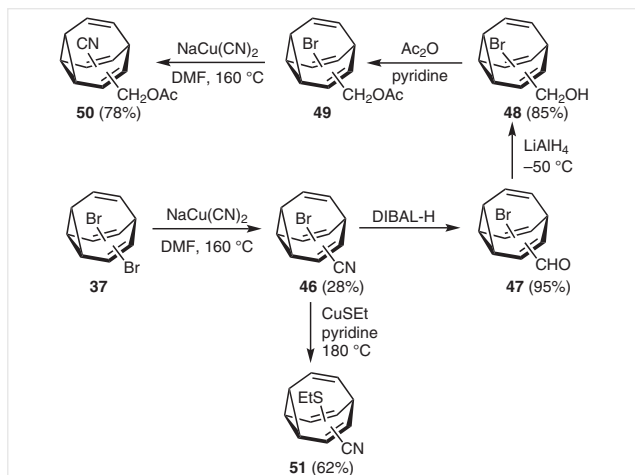 CN
CH2OAc
50 (78%)
NaCu(CN)2
DMF, 160 °C
Br
CH2OAc
49
Ac2O
pyridine
Br
CH2OH
48 (85%)
LiAlH4
–50 °C
Br
Br
37
NaCu(CN)2
DMF, 160 °C
Br
CN
46 (28%)
DIBAL-H
Br
CHO
47 (95%)
CuSEt
pyridine
180 °C
EtS
CN
51 (62%)